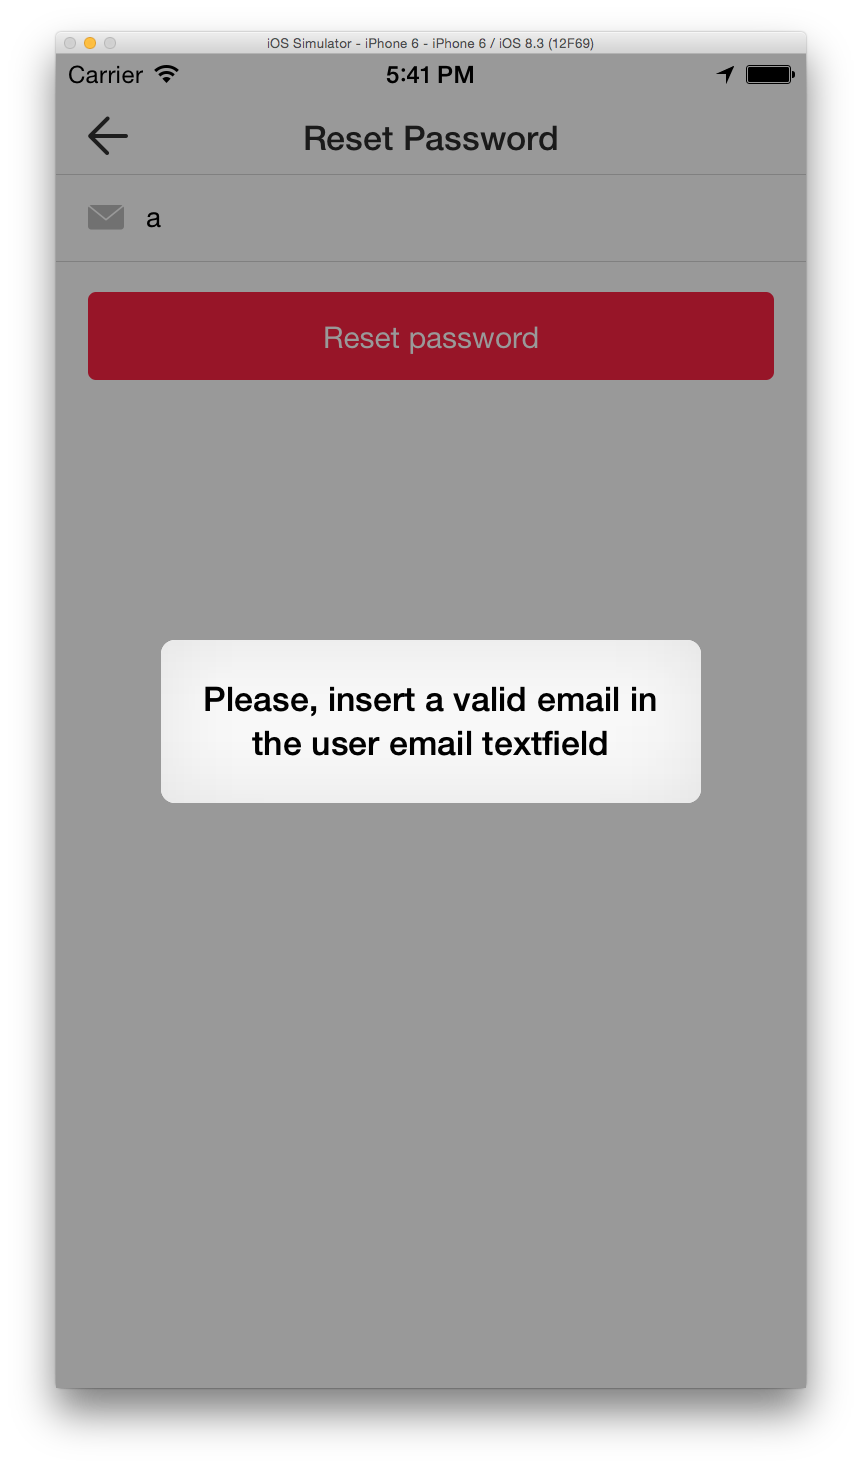 iOS Simulator - iPhone 6 - iPhone 6 / iOS 8.3 (12F69)
Carrier 5:41 PM
Reset Password
a
Reset password
Please, insert a valid email in
the user email textfield